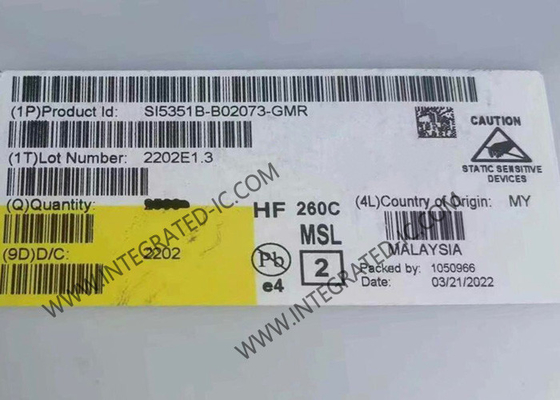 (1P)Product Id: SI5351B-B02073-GMR
CAUTION
(1T)Lot Number: 2202E1.3
STATIC SENSITIVE
DEVICES
(Q)Quantity:
HF 260C
(4L)Country of Origin: MY
MSL
MALAYSIA
(9D)D/C: 2202
Pb
2
Packed by: 1050966
e4
Date: 03/21/2022
WWW.INTEGRATED-IC.COM
WWW.INTEGRATED-IC.COM
WWW.INTEGRATED-IC.COM